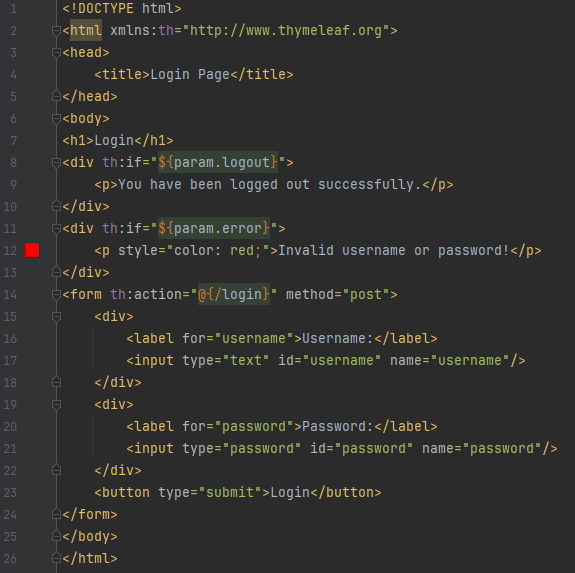 1 <!DOCTYPE html>
2 <html xmlns:th="http://www.thymeleaf.org">
3 <head>
4     <title>Login Page</title>
5 </head>
6 <body>
7 <h1>Login</h1>
8 <div th:if="${param.logout}">
9     <p>You have been logged out successfully.</p>
10 </div>
11 <div th:if="${param.error}">
12     <p style="color: red;">Invalid username or password!</p>
13 </div>
14 <form th:action="@{/login}" method="post">
15     <div>
16         <label for="username">Username:</label>
17         <input type="text" id="username" name="username"/>
18     </div>
19     <div>
20         <label for="password">Password:</label>
21         <input type="password" id="password" name="password"/>
22     </div>
23     <button type="submit">Login</button>
24 </form>
25 </body>
26 </html>